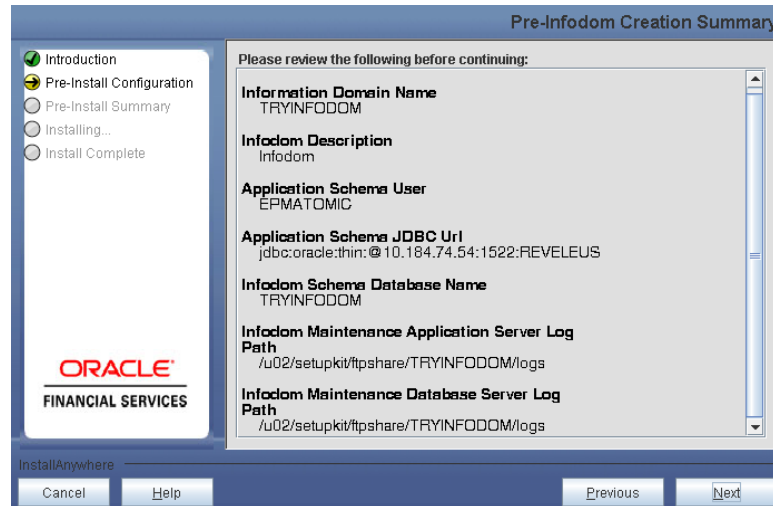 Pre-Infodom Creation Summary
Introduction
Pre-Install Configuration
Pre-Install Summary
Installing...
Install Complete
ORACLE
FINANCIAL SERVICES
Please review the following before continuing:
Information Domain Name
TRYINFODOM
Infodom Description
Infodom
Application Schema User
EPMATOMIC
Application Schema JDBC Url
jdbc:oracle:thin:@10.184.74.54:1522:REVELEUS
Infodom Schema Database Name
TRYINFODOM
Infodom Maintenance Application Server Log
Path
/u02/setupkit/ftpshare/TRYINFODOM/logs
Infodom Maintenance Database Server Log
Path
/u02/setupkit/ftpshare/TRYINFODOM/logs
InstallAnywhere
Cancel
Help
Previous
Next